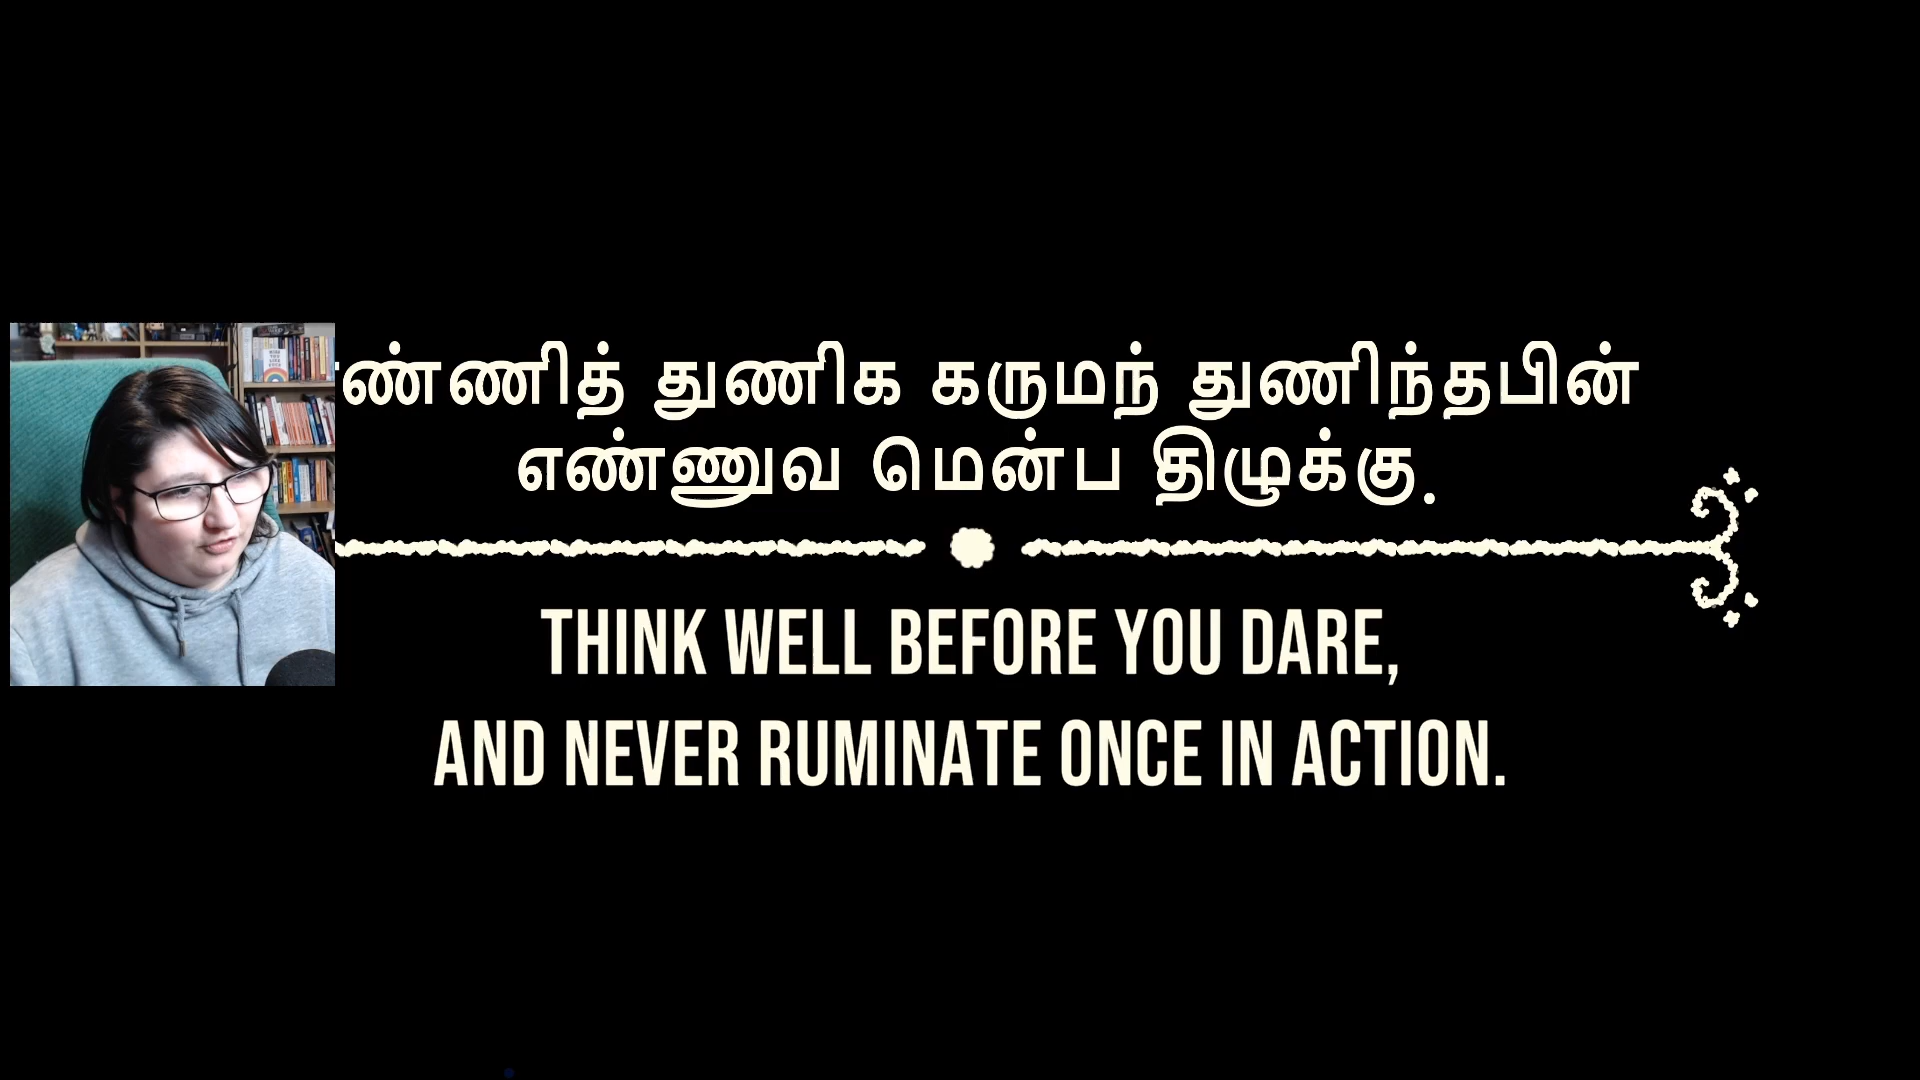 துணிக கருமந் துணிந்தபின்
எண்ணுவ மென்ப திழுக்கு.
THINK WELL BEFORE YOU DARE,
AND NEVER RUMINATE ONCE IN ACTION.